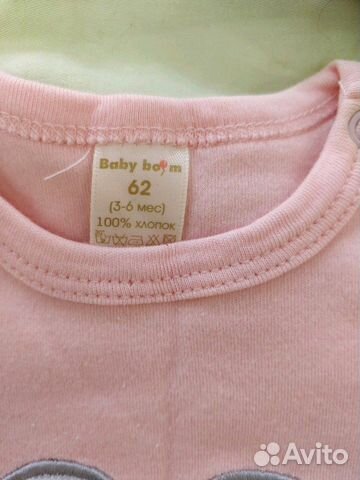 Baby boom
62
(3-6 мес)
100% хлопок
Avito